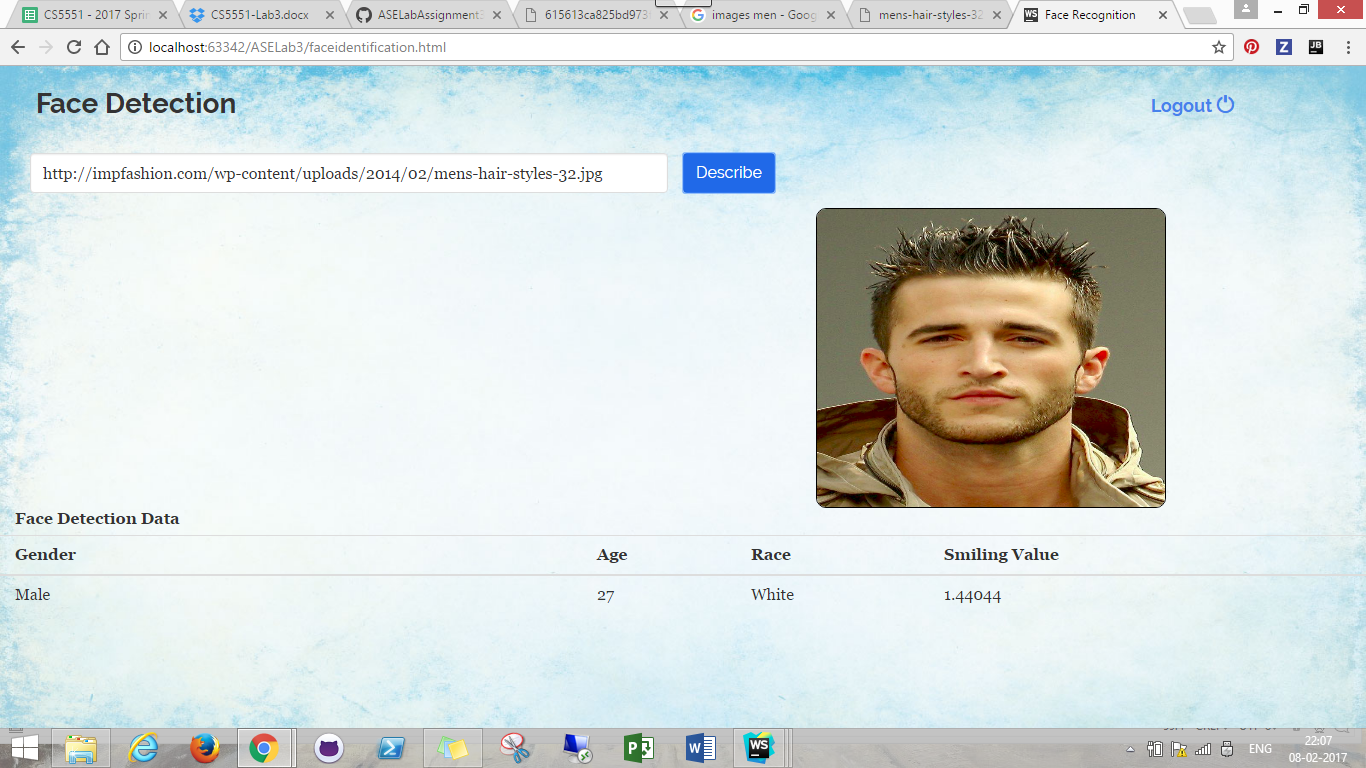 CS5551 - 2017 Sprin
CS5551-Lab3.docx
ASELabAssignment3
615613ca825bd973
images men - Goog
mens-hair-styles-32
Face Recognition
localhost:63342/ASELab3/faceidentification.html
Face Detection
Logout
http://impfashion.com/wp-content/uploads/2014/02/mens-hair-styles-32.jpg
Describe
Face Detection Data
Gender Age Race Smiling Value
Male 27 White 1.44044
ENG
22:07
08-02-2017